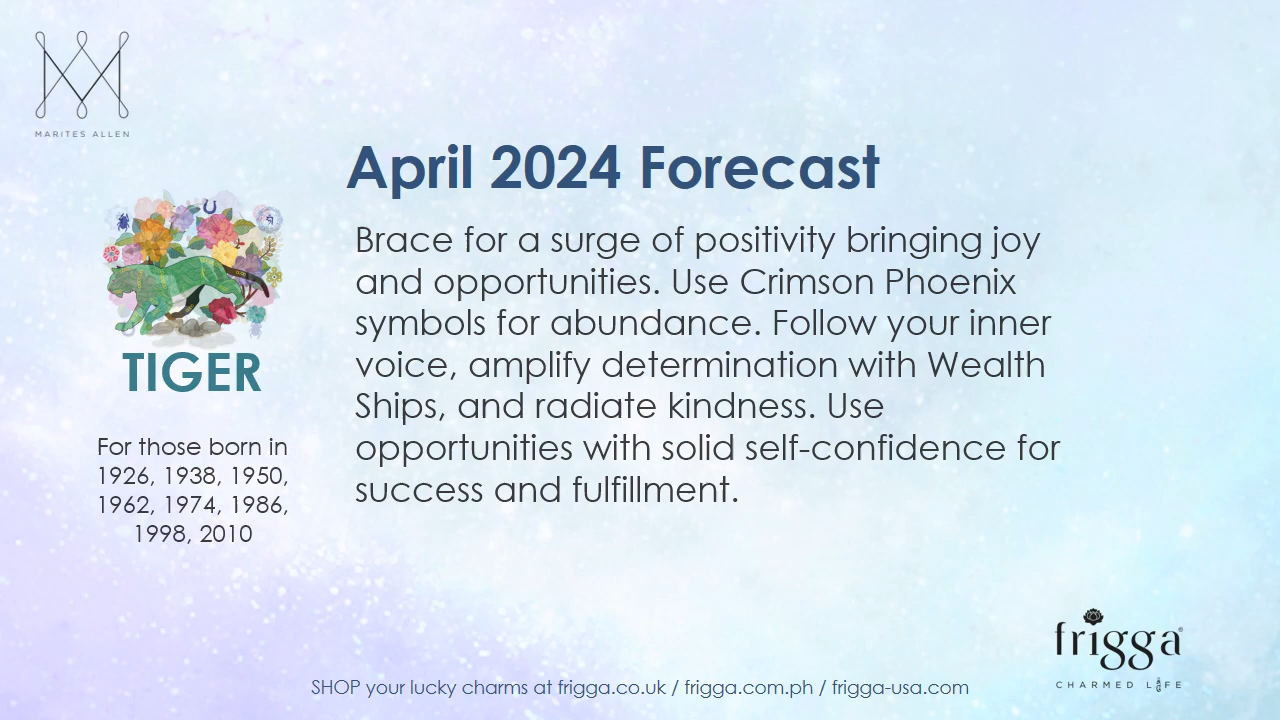 MARITES ALLEN
April 2024 Forecast
Brace for a surge of positivity bringing joy
and opportunities. Use Crimson Phoenix
symbols for abundance. Follow your inner
voice, amplify determination with Wealth
Ships, and radiate kindness. Use
opportunities with solid self-confidence for
success and fulfillment.
TIGER
For those born in
1926, 1938, 1950,
1962, 1974, 1986,
1998, 2010
frigga®
CHARMED LIFE
SHOP your lucky charms at frigga.co.uk / frigga.com.ph / frigga-usa.com